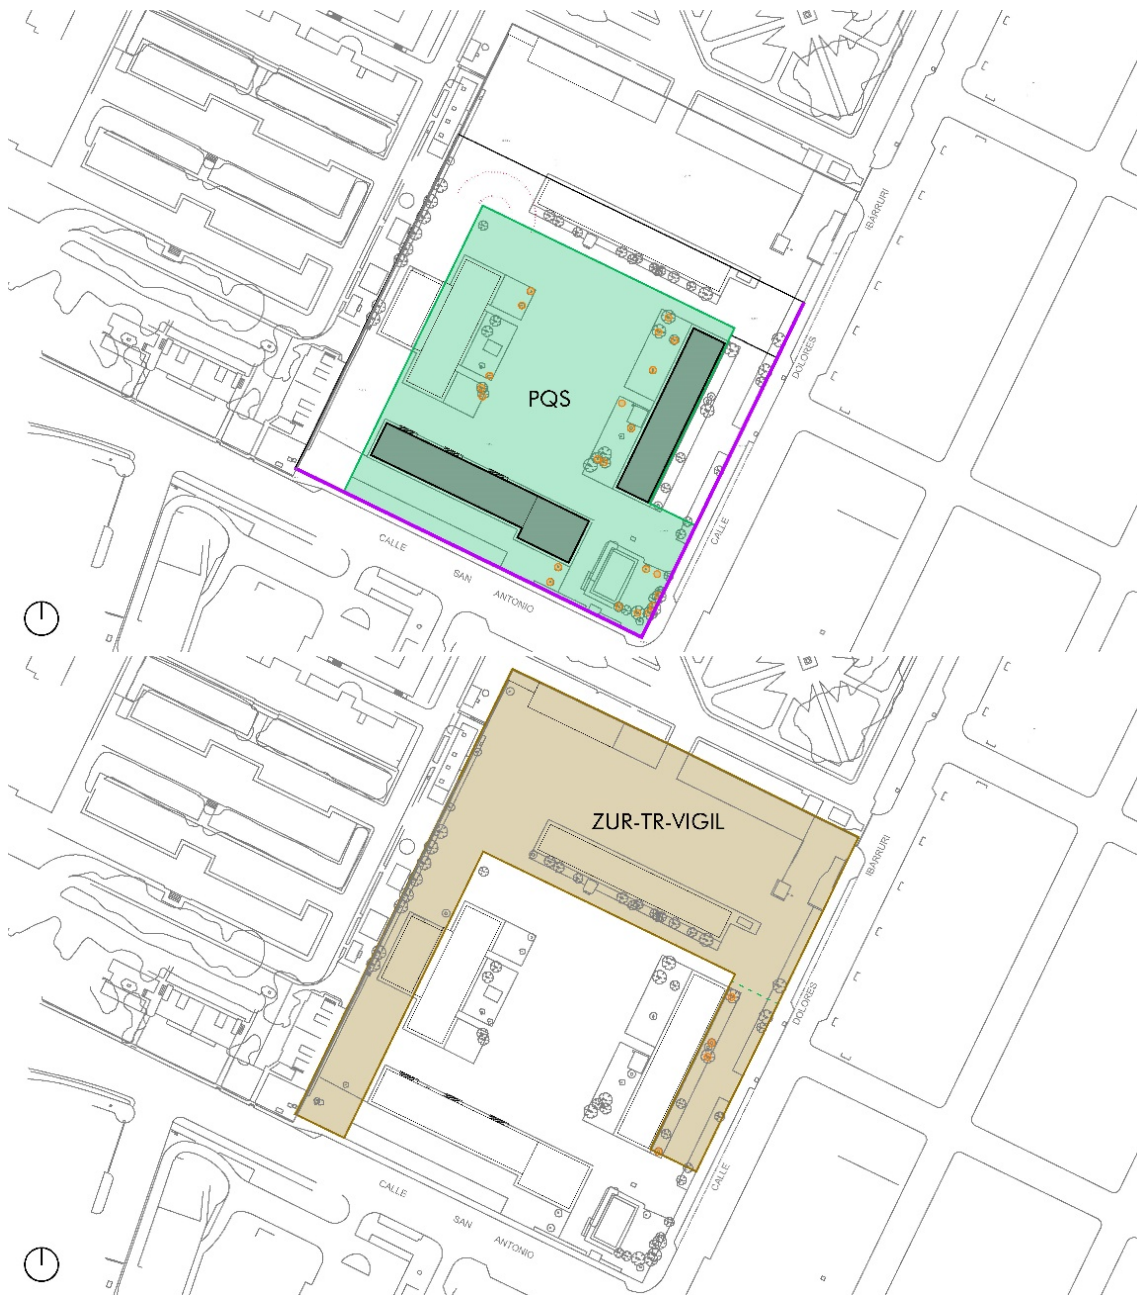 IBARRURI
DOLORES
PQS
CALLE
CALLE
SAN
ANTONIO
ZUR-TR-VIGIL
IBARRURI
DOLORES
CALLE
CALLE
SAN
ANTONIO